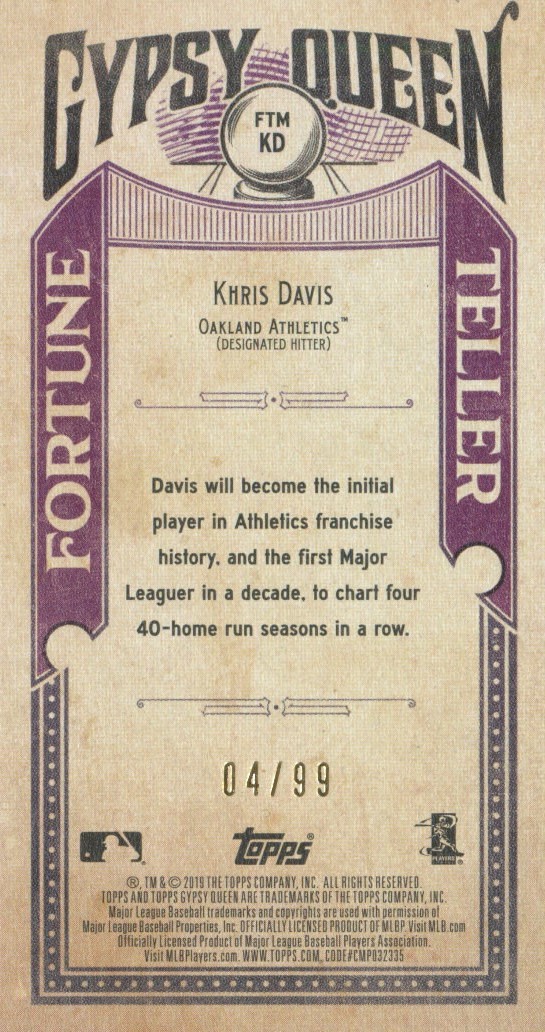 GYPSY QUEEN
FTM
KD
FORTUNE
TELLER
KHRIS DAVIS
OAKLAND ATHLETICS™
(DESIGNATED HITTER)
Davis will become the initial
player in Athletics franchise
history, and the first Major
Leaguer in a decade, to chart four
40-home run seasons in a row.
04/99
Topps®
®, TM & © 2019 THE TOPPS COMPANY, INC. ALL RIGHTS RESERVED.
TOPPS AND TOPPS GYPSY QUEEN ARE TRADEMARKS OF THE TOPPS COMPANY, INC.
Major League Baseball trademarks and copyrights are used with permission of
Major League Baseball Properties, Inc. OFFICIALLY LICENSED PRODUCT OF MLBP. Visit MLB.com
Officially Licensed Product of Major League Baseball Players Association.
Visit MLBPlayers.com. WWW.TOPPS.COM. CODE#CMP032335